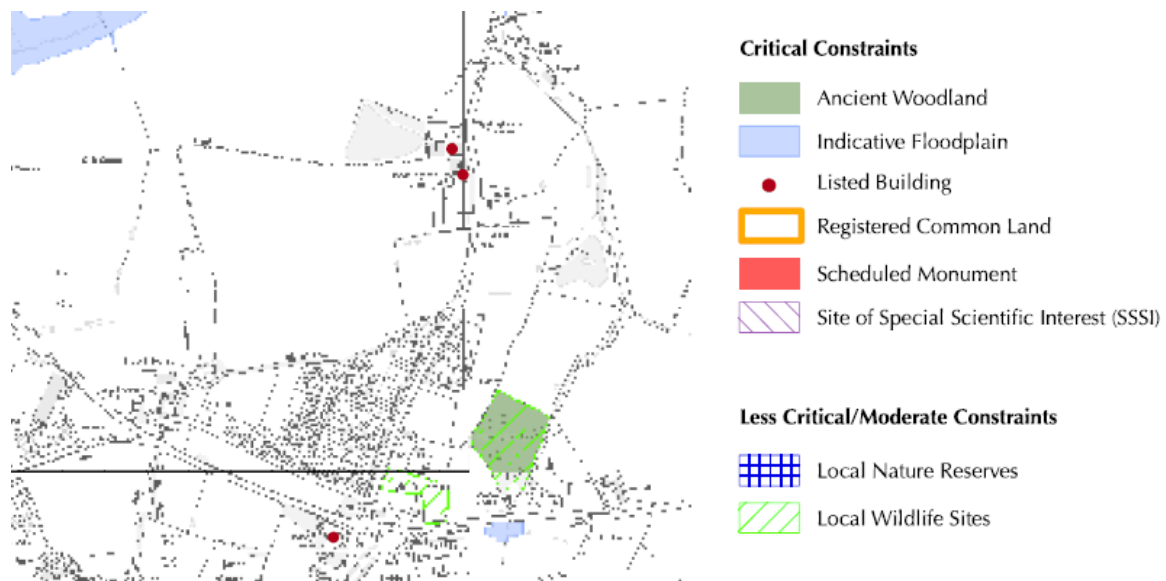 Critical Constraints
Ancient Woodland
Indicative Floodplain
Listed Building
Registered Common Land
Scheduled Monument
Site of Special Scientific Interest (SSSI)
Less Critical/Moderate Constraints
Local Nature Reserves
Local Wildlife Sites